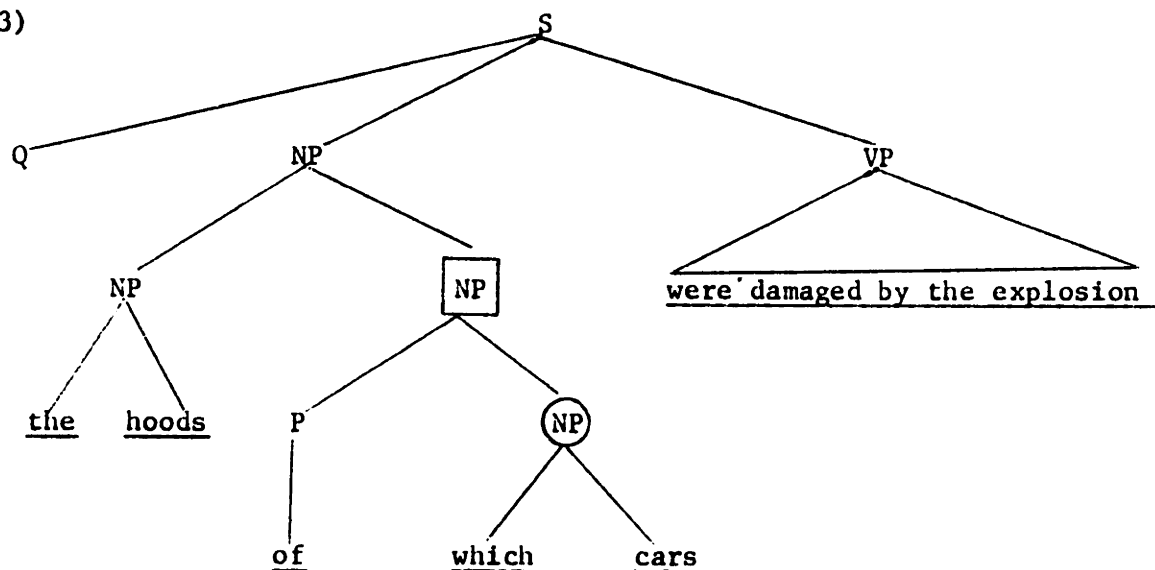 3)
S
Q NP VP
NP NP were damaged by the explosion
the hoods P NP
of which cars